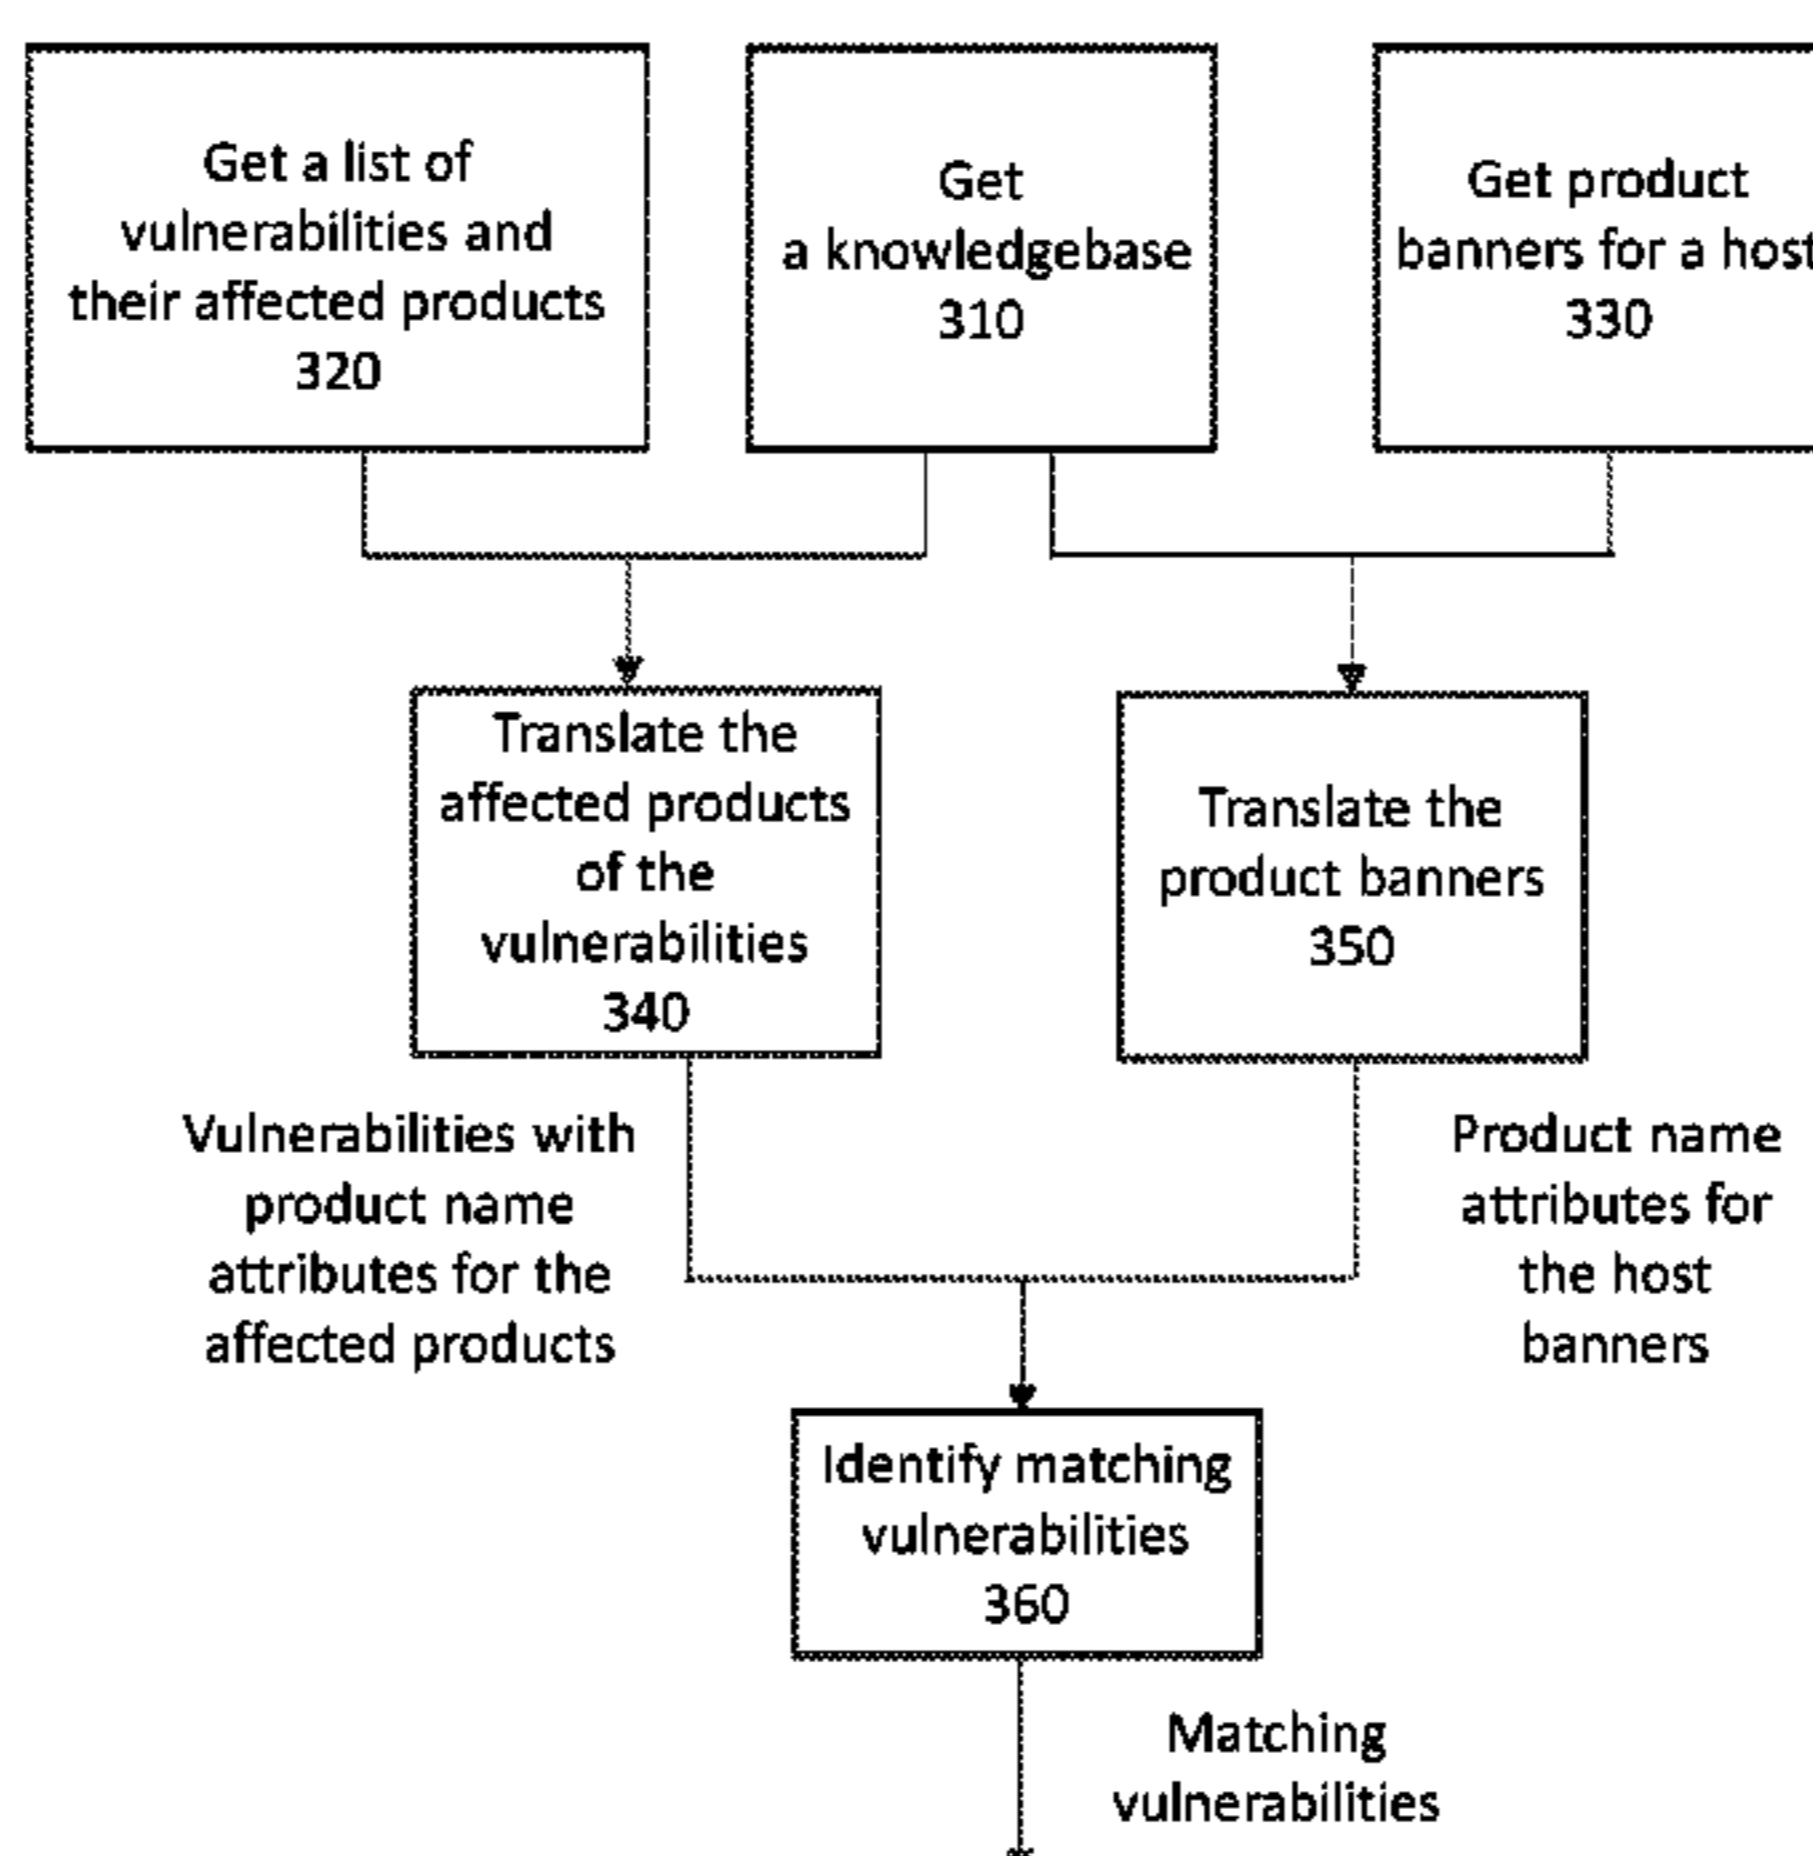 Get a list of
vulnerabilities and
their affected products
320
Get
a knowledgebase
310
Get product
banners for a host
330
Translate the
affected products
of the
vulnerabilities
340
Translate the
product banners
350
Vulnerabilities with
product name
attributes for the
affected products
Product name
attributes for
the host
banners
Identify matching
vulnerabilities
360
Matching
vulnerabilities